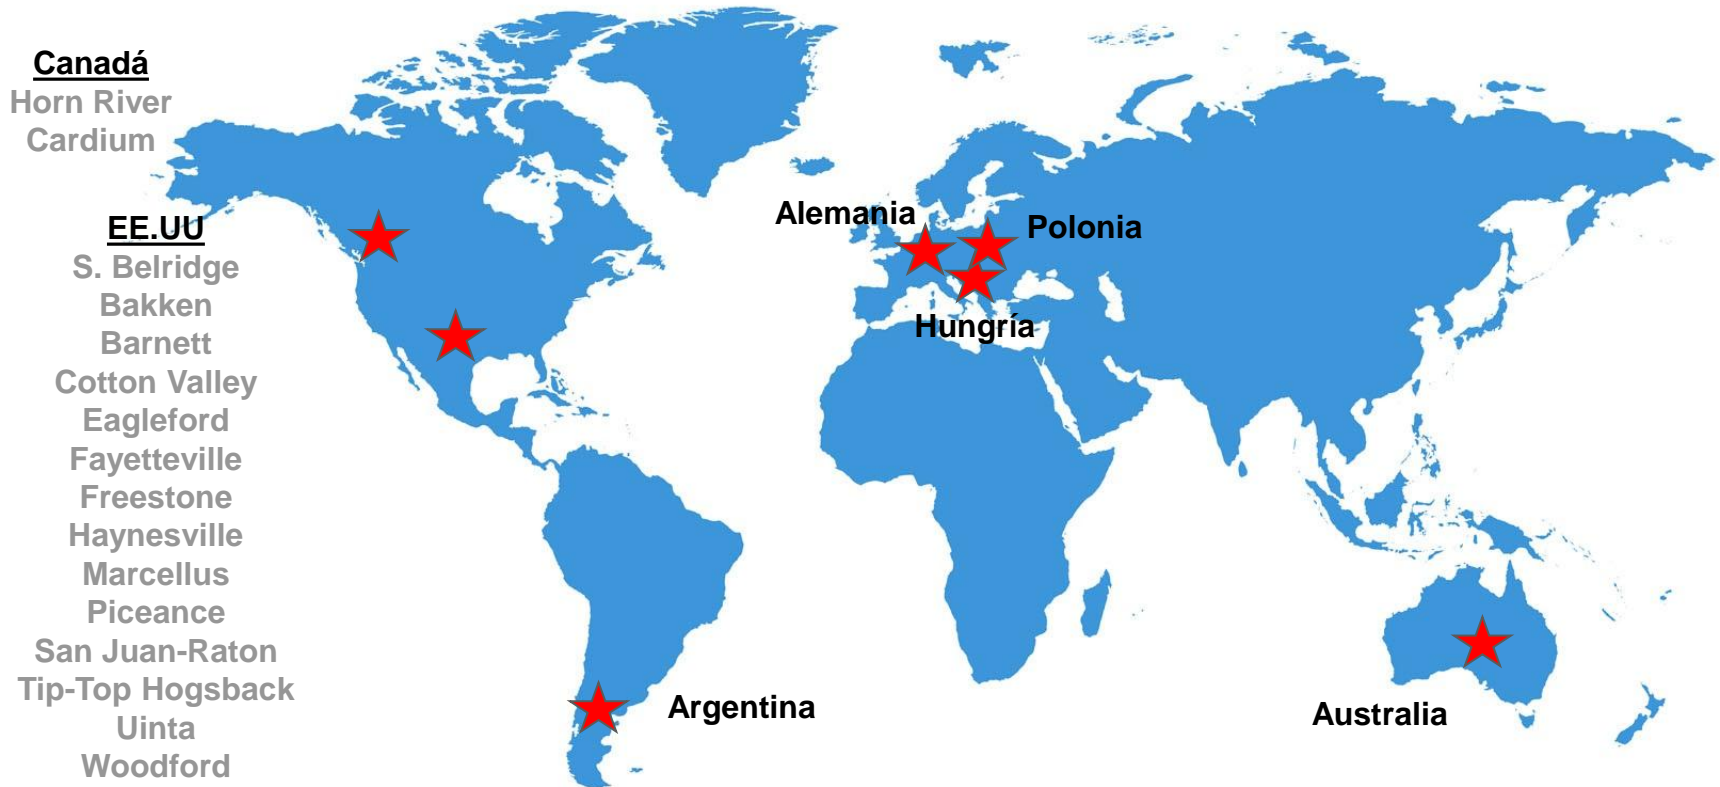 Canadá
Horn River
Cardium
EE.UU
S. Belridge
Bakken
Barnett
Cotton Valley
Eagleford
Fayetteville
Freestone
Haynesville
Marcellus
Piceance
San Juan-Raton
Tip-Top Hogsback
Uinta
Woodford
Alemania
Polonia
Hungría
Argentina
Australia